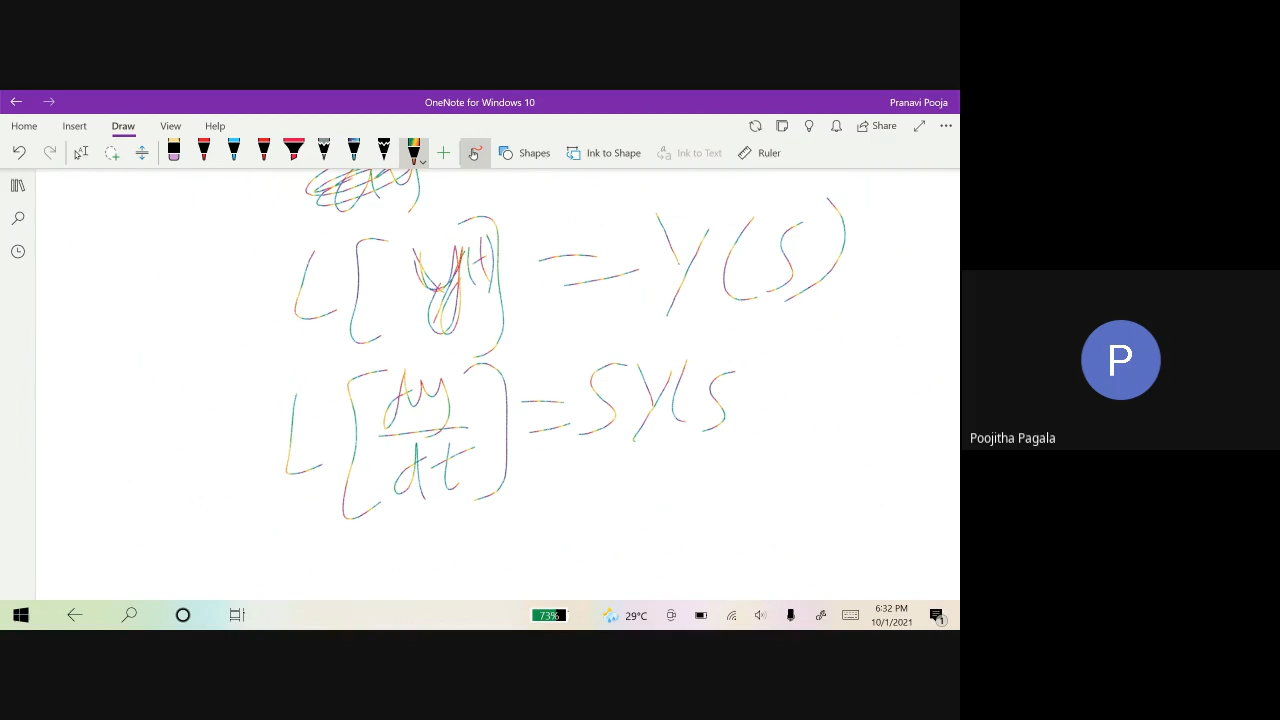 OneNote for Windows 10
Pranavi Pooja
Home Insert Draw View Help
Share
Shapes Ink to Shape Ink to Text Ruler
L[y(t)] = Y(S)
L[dy/dt] = SY(S
P
Poojitha Pagala
73%
29°C
6:32 PM
10/1/2021
1